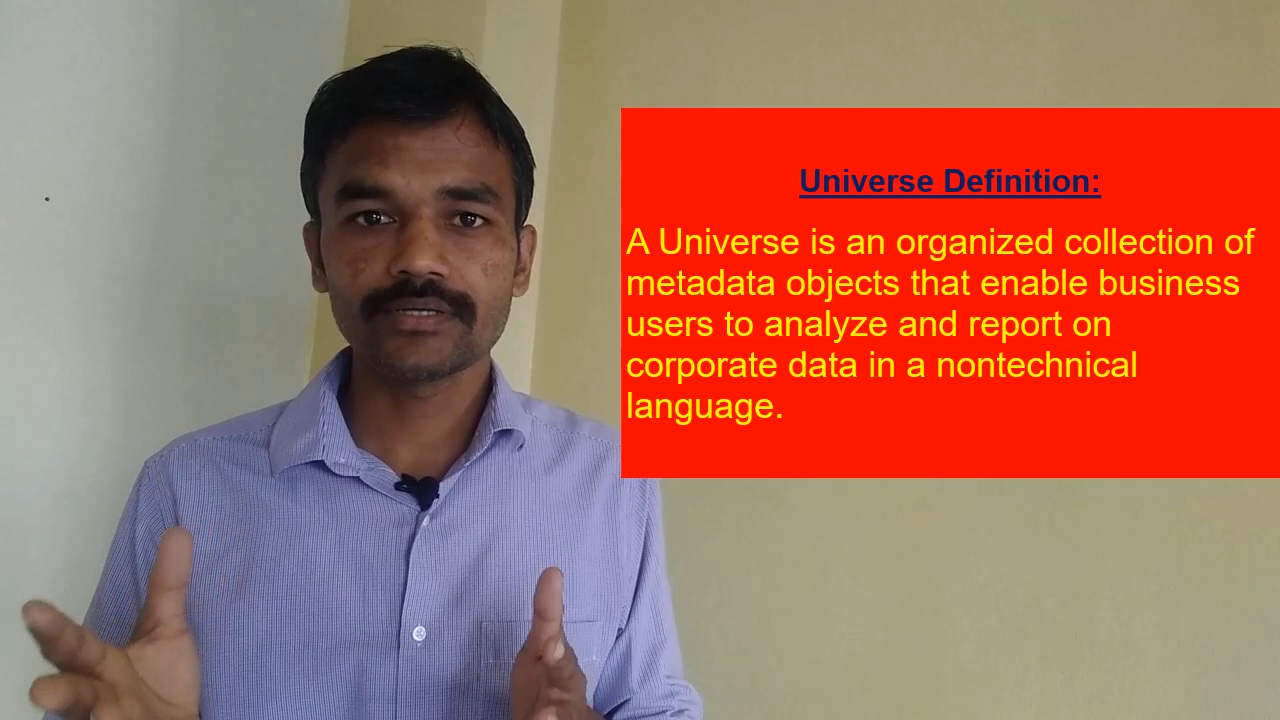 Universe Definition:
A Universe is an organized collection of
metadata objects that enable business
users to analyze and report on
corporate data in a nontechnical
language.